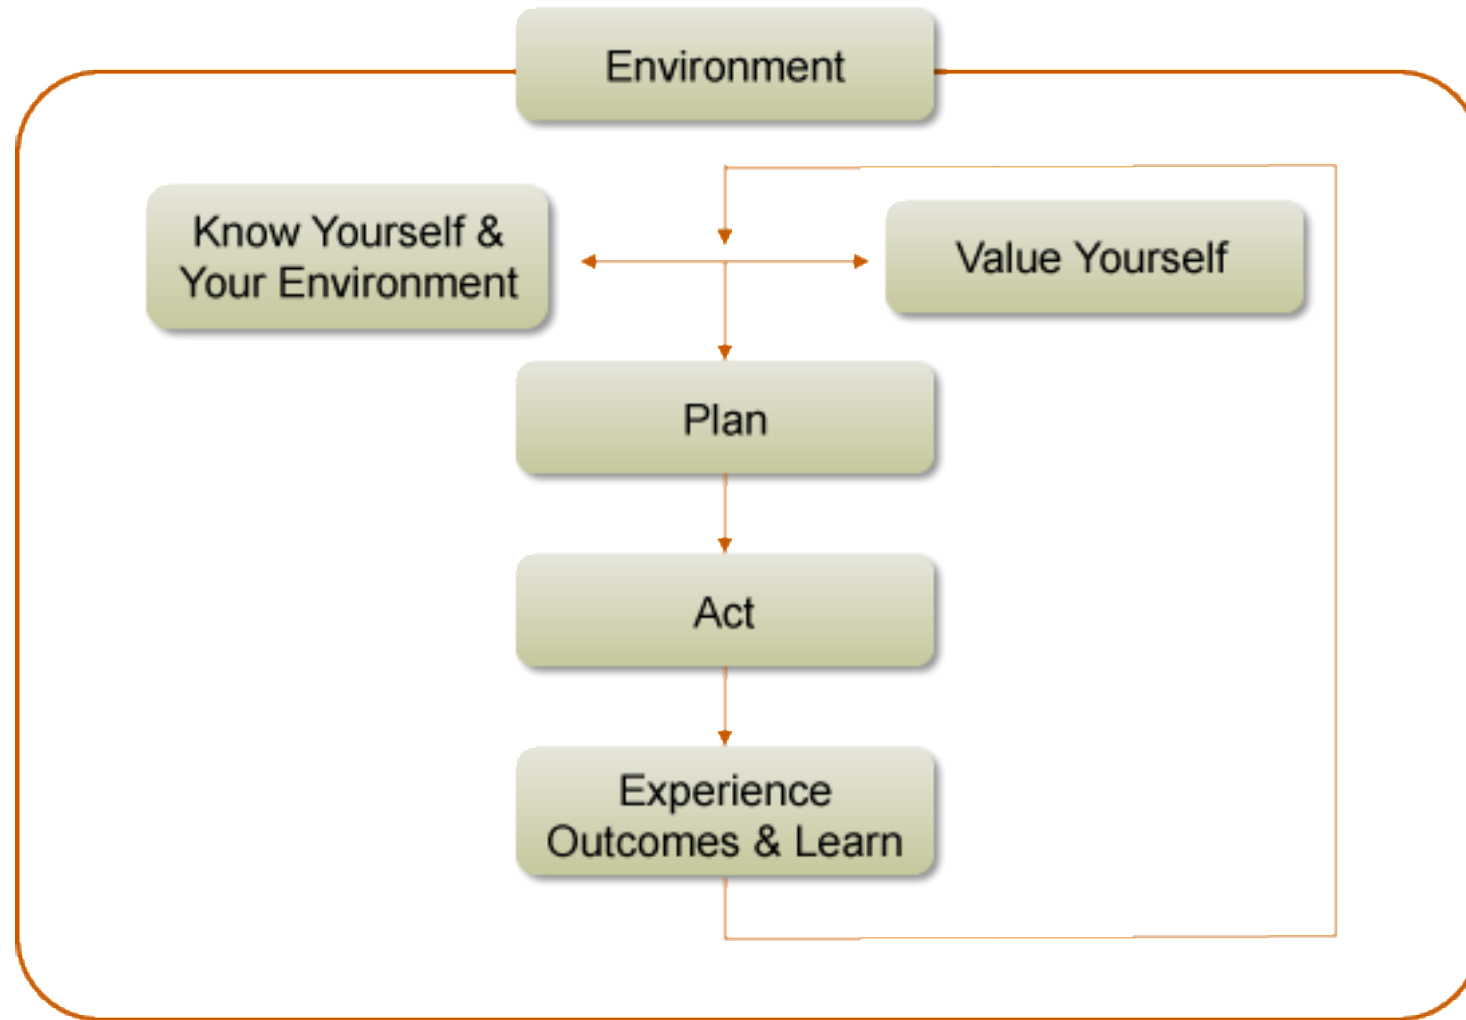 Environment
Know Yourself &
Your Environment
Value Yourself
Plan
Act
Experience
Outcomes & Learn